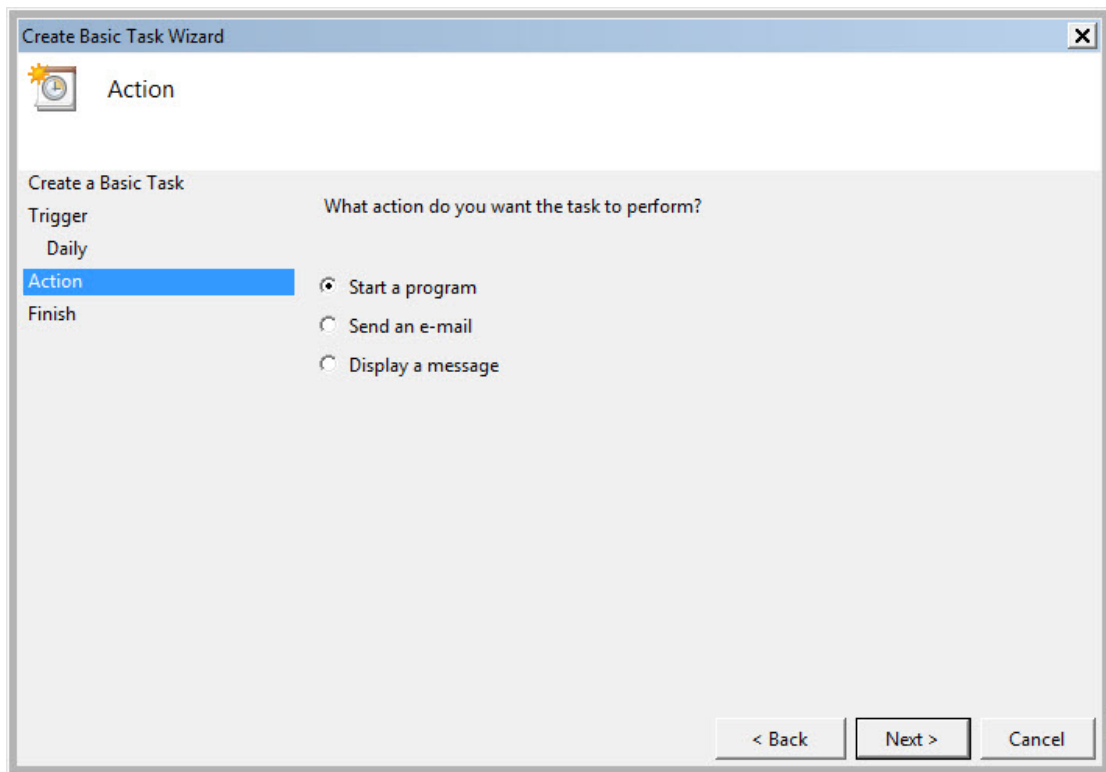 Create Basic Task Wizard
Action
Create a Basic Task
Trigger
Daily
Action
Finish
What action do you want the task to perform?
Start a program
Send an e-mail
Display a message
< Back
Next >
Cancel